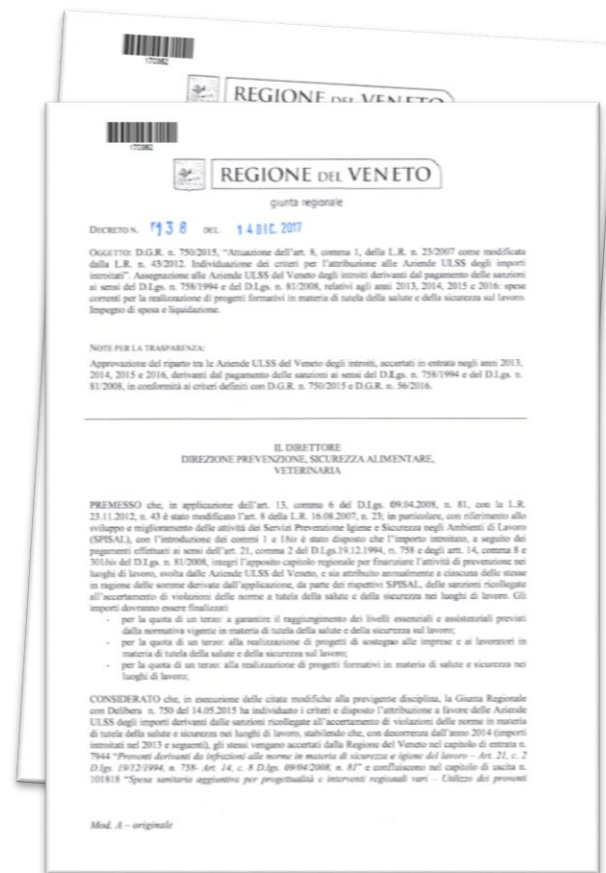 170982
REGIONE DEL VENETO
170982
REGIONE DEL VENETO
giunta regionale
DECRETO N. 138 DEL 14 DIC. 2017
OGGETTO: D.G.R. n. 750/2015, "Attuazione dell'art. 8, comma 1, della L.R. n. 23/2007 come modificata
dalla L.R. n. 43/2012. Individuazione dei criteri per l'attribuzione alle Aziende ULSS degli importi
introitati". Assegnazione alle Aziende ULSS del Veneto degli introiti derivanti dal pagamento delle sanzioni
ai sensi del D.Lgs. n. 758/1994 e del D.Lgs. n. 81/2008, relativi agli anni 2013, 2014, 2015 e 2016: spese
correnti per la realizzazione di progetti formativi in materia di tutela della salute e della sicurezza sul lavoro.
Impegno di spesa e liquidazione.
NOTE PER LA TRASPARENZA:
Approvazione del riparto tra le Aziende ULSS del Veneto degli introiti, accertati in entrata negli anni 2013,
2014, 2015 e 2016, derivanti dal pagamento delle sanzioni ai sensi del D.Lgs. n. 758/1994 e del D.Lgs. n.
81/2008, in conformità ai criteri definiti con D.G.R. n. 750/2015 e D.G.R. n. 56/2016.
IL DIRETTORE
DIREZIONE PREVENZIONE, SICUREZZA ALIMENTARE,
VETERINARIA
PREMESSO che, in applicazione dell'art. 13, comma 6 del D.Lgs. 09.04.2008, n. 81, con la L.R.
23.11.2012, n. 43 è stato modificato l'art. 8 della L.R. 16.08.2007, n. 23; in particolare, con riferimento allo
sviluppo e miglioramento delle attività dei Servizi Prevenzione Igiene e Sicurezza negli Ambienti di Lavoro
(SPISAL), con l'introduzione dei commi 1 e 1bis è stato disposto che l'importo introitato, a seguito dei
pagamenti effettuati ai sensi dell'art. 21, comma 2 del D.Lgs.19.12.1994, n. 758 e degli artt. 14, comma 8 e
301bis del D.Lgs. n. 81/2008, integri l'apposito capitolo regionale per finanziare l'attività di prevenzione nei
luoghi di lavoro, svolta dalle Aziende ULSS del Veneto, e sia attribuito annualmente a ciascuna delle stesse
in ragione delle somme derivate dall'applicazione, da parte dei rispettivi SPISAL, delle sanzioni ricollegate
all'accertamento di violazioni delle norme a tutela della salute e della sicurezza nei luoghi di lavoro. Gli
importi dovranno essere finalizzati
- per la quota di un terzo: a garantire il raggiungimento dei livelli essenziali e assistenziali previsti
dalla normativa vigente in materia di tutela della salute e della sicurezza sul lavoro;
- per la quota di un terzo: alla realizzazione di progetti di sostegno alle imprese e ai lavoratori in
materia di tutela della salute e della sicurezza sul lavoro;
- per la quota di un terzo: alla realizzazione di progetti formativi in materia di salute e sicurezza nei
luoghi di lavoro;
CONSIDERATO che, in esecuzione delle citate modifiche alla previgente disciplina, la Giunta Regionale
con Delibera n. 750 del 14.05.2015 ha individuato i criteri e disposto l'attribuzione a favore delle Aziende
ULSS degli importi derivanti dalle sanzioni ricollegate all'accertamento di violazioni delle norme in materia
di tutela della salute e sicurezza nei luoghi di lavoro, stabilendo che, con decorrenza dall'anno 2014 (importi
introitati nel 2013 e seguenti), gli stessi vengano accertati dalla Regione del Veneto nel capitolo di entrata n.
7944 "Proventi derivanti da infrazioni alle norme in materia di sicurezza e igiene del lavoro – Art. 21, c. 2
D.lgs. 19/12/1994, n. 758- Art. 14, c. 8 D.lgs. 09/04/2008, n. 81" e confluiscono nel capitolo di uscita n.
101818 "Spesa sanitaria aggiuntiva per progettualità e interventi regionali vari – Utilizzo dei proventi
Mod. A – originale